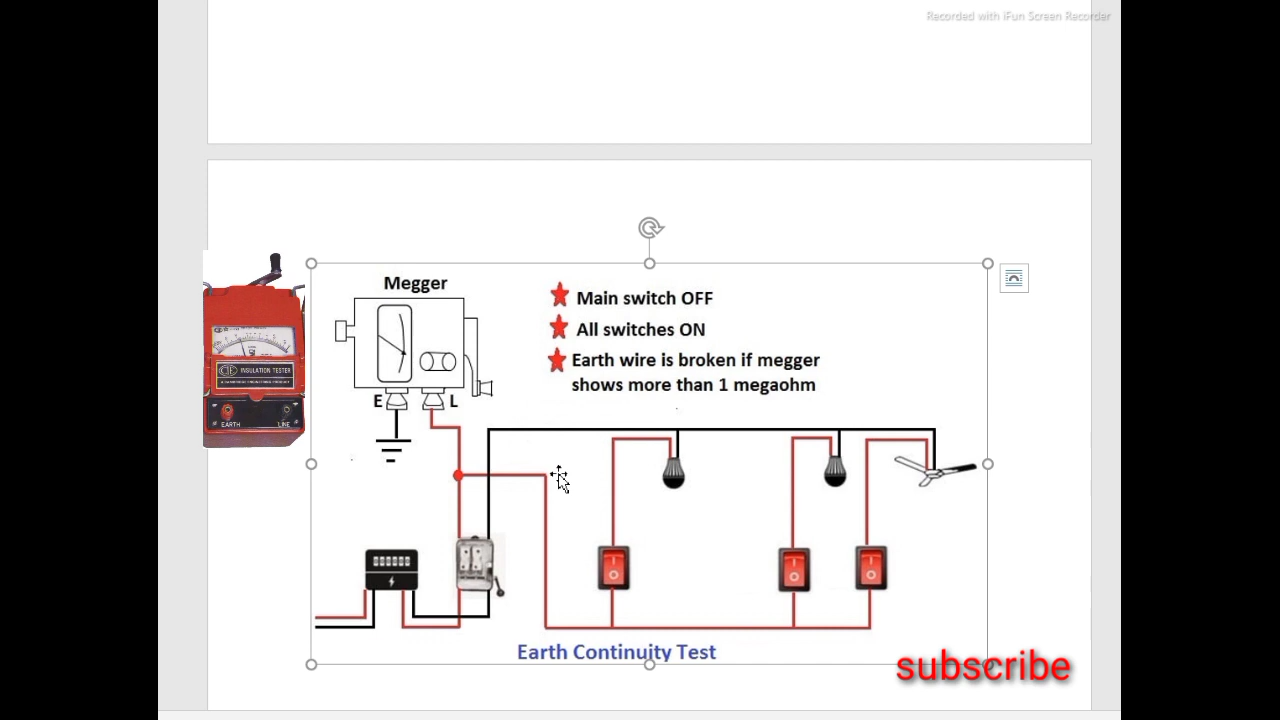 Recorded with iFun Screen Recorder
Megger
Main switch OFF
All switches ON
Earth wire is broken if megger
shows more than 1 megaohm
E
L
INSULATION TESTER
EARTH
LINE
Earth Continuity Test
subscribe